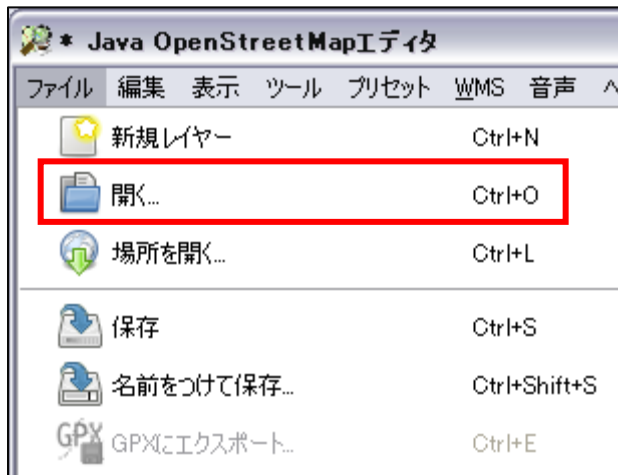 * Java OpenStreetMapエディタ
ファイル 編集 表示 ツール プリセット WMS 音声
新規レイヤー Ctrl+N
開く... Ctrl+O
場所を開く... Ctrl+L
保存 Ctrl+S
名前をつけて保存... Ctrl+Shift+S
GPX GPXにエクスポート... Ctrl+E